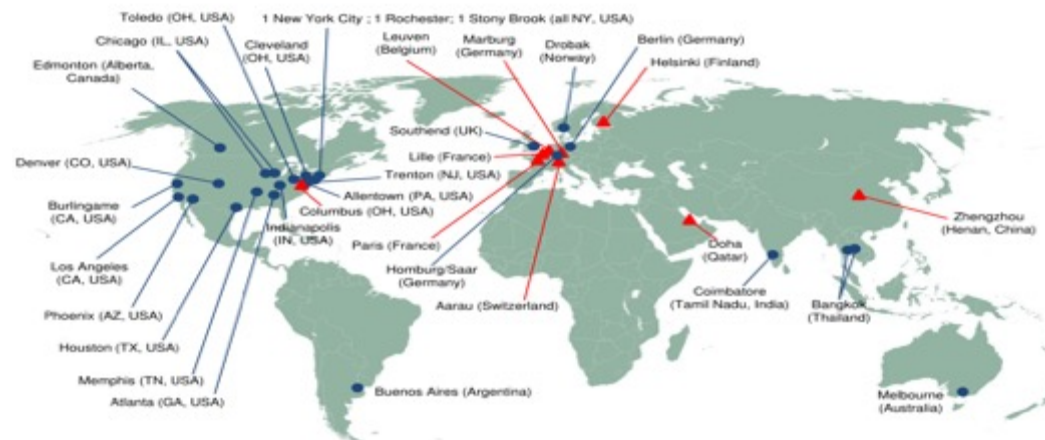 Toledo (OH, USA)
1 New York City ; 1 Rochester; 1 Stony Brook (all NY, USA)
Chicago (IL, USA)
Cleveland
(OH, USA)
Leuven
(Belgium)
Marburg
(Germany)
Drobak
(Norway)
Berlin (Germany)
Helsinki (Finland)
Edmonton (Alberta,
Canada)
Southend (UK)
Denver (CO, USA)
Lille (France)
Trenton (NJ, USA)
Allentown (PA, USA)
Burlingame
(CA, USA)
Columbus (OH, USA)
Indianapolis
(IN, USA)
Zhengzhou
(Henan, China)
Paris (France)
Doha
(Qatar)
Los Angeles
(CA, USA)
Homburg/Saar
(Germany)
Coimbatore
(Tamil Nadu, India)
Bangkok
(Thailand)
Aarau (Switzerland)
Phoenix (AZ, USA)
Houston (TX, USA)
Memphis (TN, USA)
Buenos Aires (Argentina)
Melbourne
(Australia)
Atlanta (GA, USA)